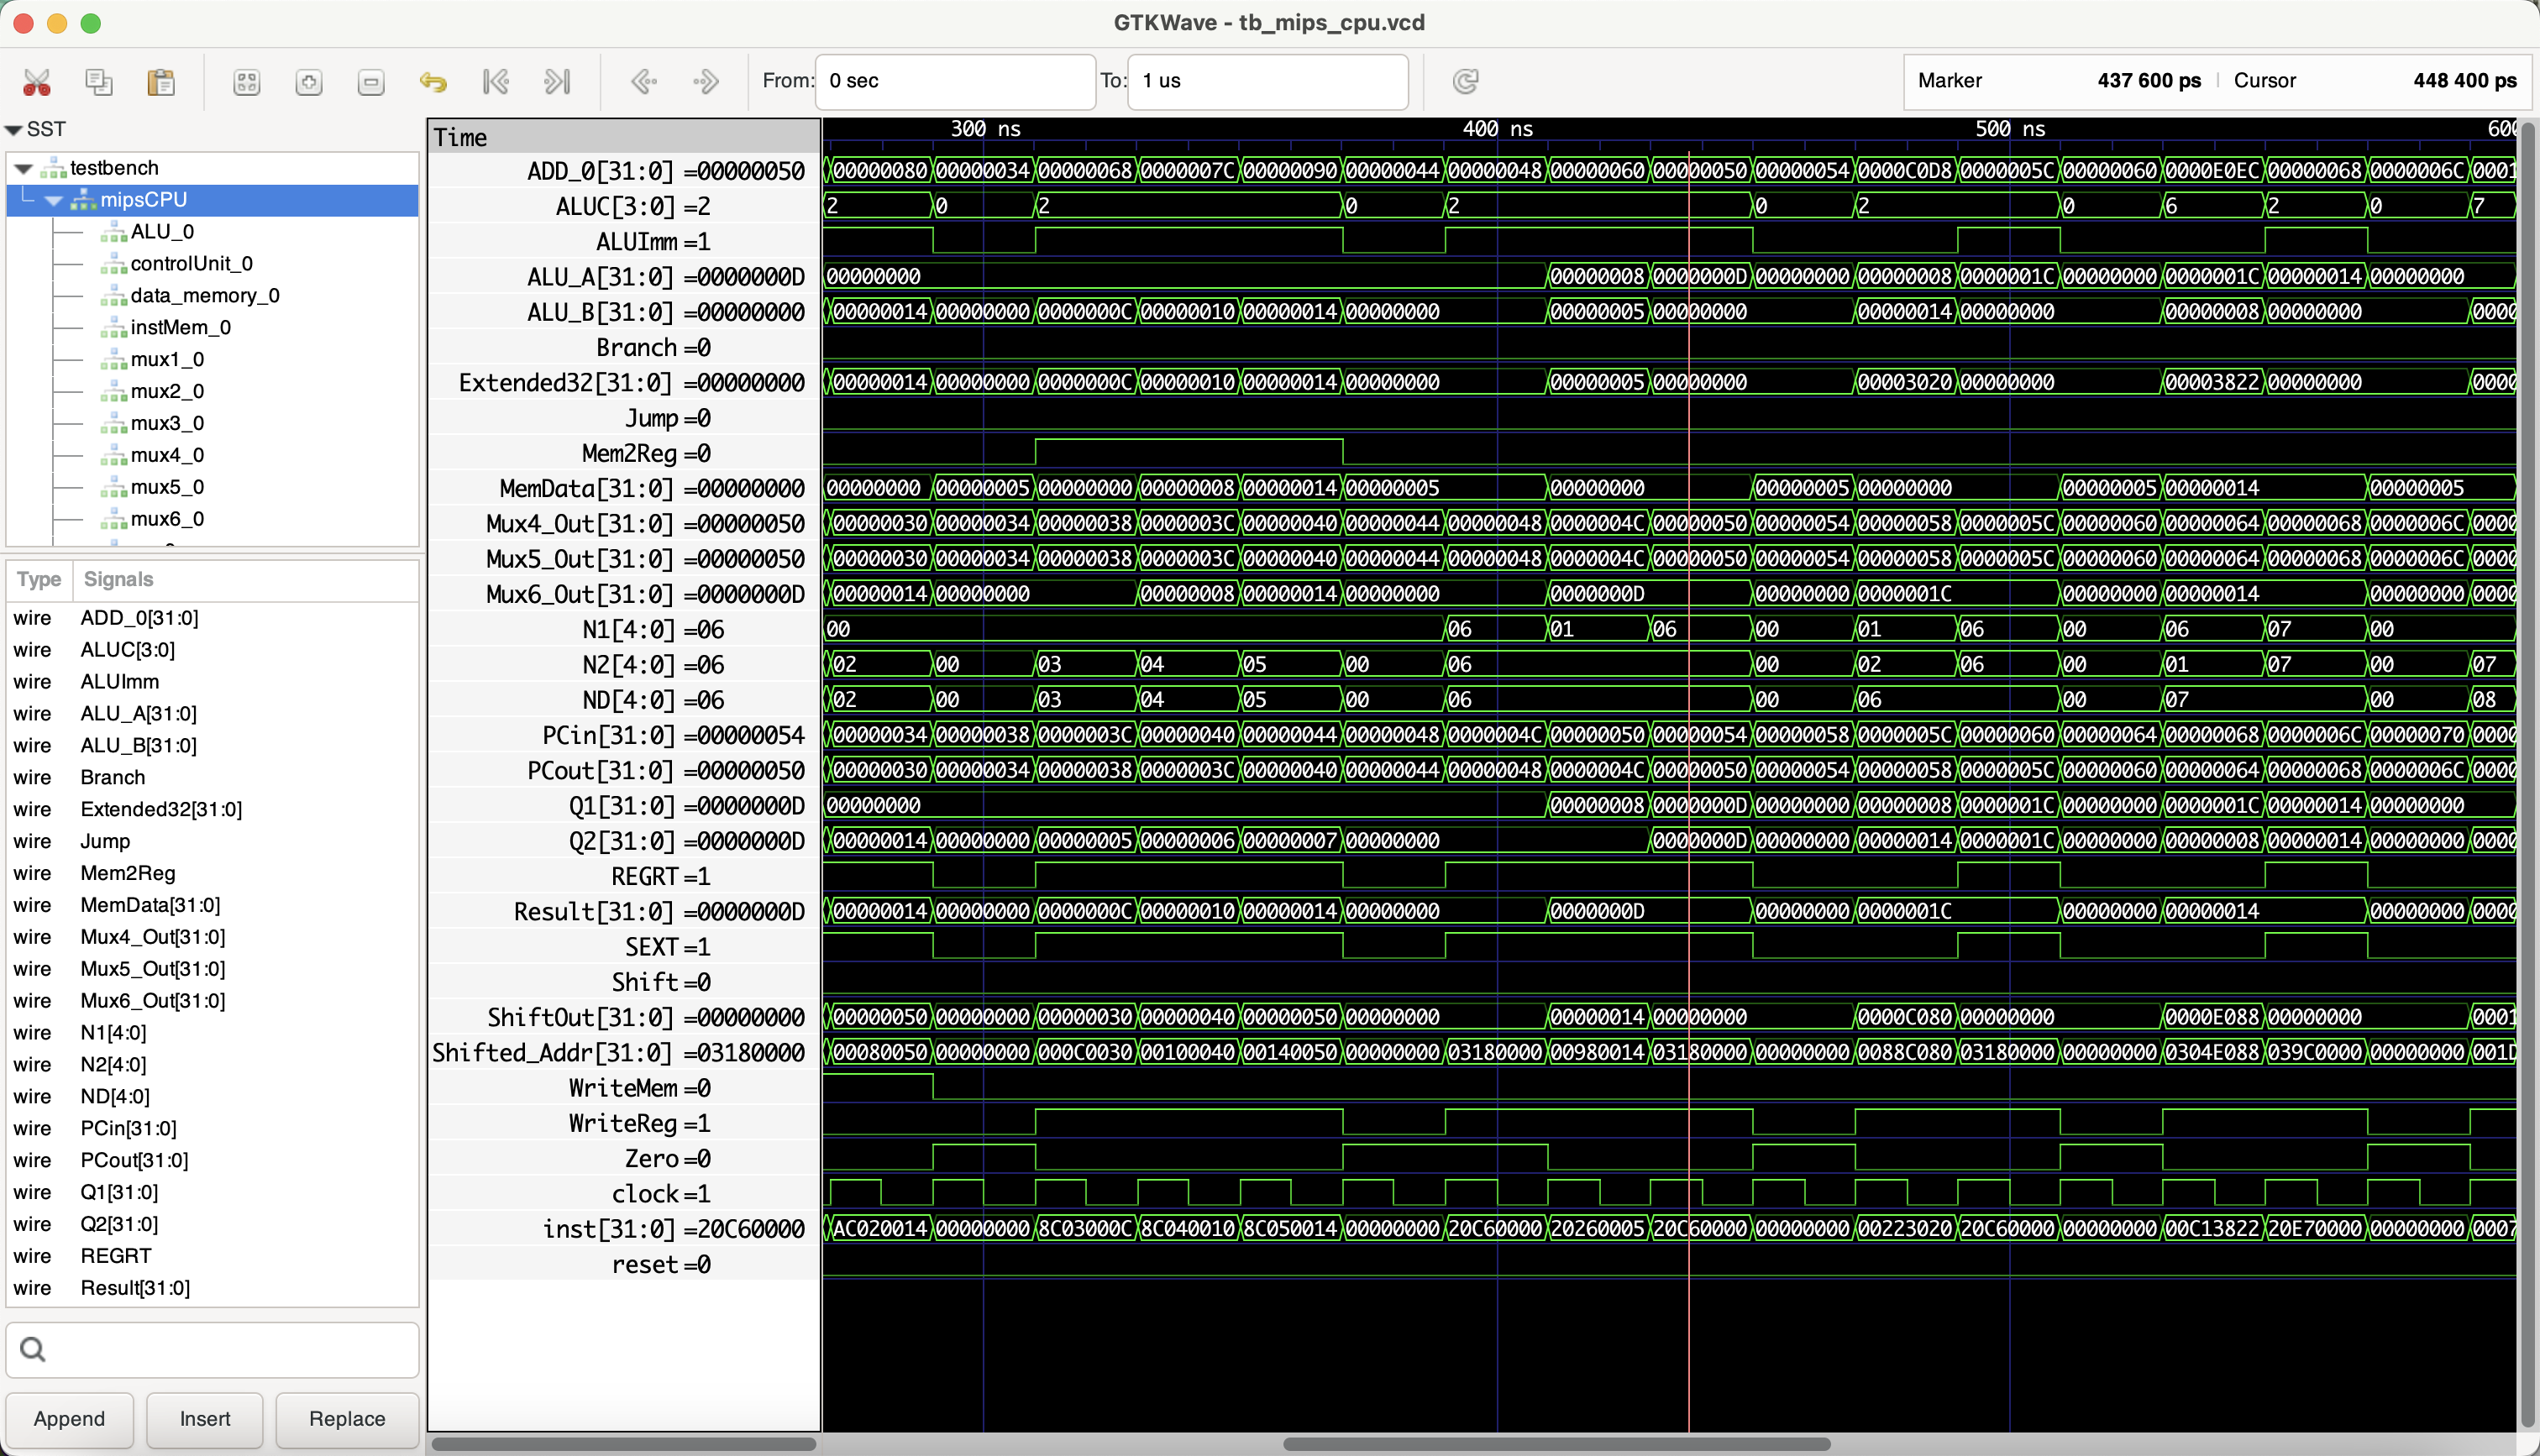 GTKWave - tb_mips_cpu.vcd
From: 0 sec To: 1 us Marker 437 600 ps | Cursor 448 400 ps
SST
testbench
mipsCPU
ALU_0
controlUnit_0
data_memory_0
instMem_0
mux1_0
mux2_0
mux3_0
mux4_0
mux5_0
mux6_0
Type Signals
wire ADD_0[31:0]
wire ALUC[3:0]
wire ALUImm
wire ALU_A[31:0]
wire ALU_B[31:0]
wire Branch
wire Extended32[31:0]
wire Jump
wire Mem2Reg
wire MemData[31:0]
wire Mux4_Out[31:0]
wire Mux5_Out[31:0]
wire Mux6_Out[31:0]
wire N1[4:0]
wire N2[4:0]
wire ND[4:0]
wire PCin[31:0]
wire PCout[31:0]
wire Q1[31:0]
wire Q2[31:0]
wire REGRT
wire Result[31:0]
Append Insert Replace
Time 300 ns 400 ns 500 ns
ADD_0[31:0] =00000050 00000080 00000034 00000068 0000007C 00000090 00000044 00000048 00000060 00000050 00000054 0000C0D8 0000005C 00000060 0000E0EC 00000068 0000006C 0001
ALUC[3:0] =2 2 0 2 0 2 0 2 0 6 2 0 7
ALUImm =1
ALU_A[31:0] =0000000D 00000000 00000008 0000000D 00000000 00000008 0000001C 00000000 0000001C 00000014 00000000
ALU_B[31:0] =00000000 00000014 00000000 0000000C 00000010 00000014 00000000 00000005 00000000 00000014 00000000 00000008 00000000 0000
Branch =0
Extended32[31:0] =00000000 00000014 00000000 0000000C 00000010 00000014 00000000 00000005 00000000 00003020 00000000 00003822 00000000 0000
Jump =0
Mem2Reg =0
MemData[31:0] =00000000 00000000 00000005 00000000 00000008 00000014 00000005 00000000 00000005 00000000 00000005 00000014 00000005
Mux4_Out[31:0] =00000050 00000030 00000034 00000038 0000003C 00000040 00000044 00000048 0000004C 00000050 00000054 00000058 0000005C 00000060 00000064 00000068 0000006C 0000
Mux5_Out[31:0] =00000050 00000030 00000034 00000038 0000003C 00000040 00000044 00000048 0000004C 00000050 00000054 00000058 0000005C 00000060 00000064 00000068 0000006C 0000
Mux6_Out[31:0] =0000000D 00000014 00000000 00000008 00000014 00000000 0000000D 00000000 0000001C 00000000 00000014 00000000 0000
N1[4:0] =06 00 06 01 06 00 01 06 00 06 07 00
N2[4:0] =06 02 00 03 04 05 00 06 00 02 06 00 01 07 00 07
ND[4:0] =06 02 00 03 04 05 00 06 00 06 00 07 00 08
PCin[31:0] =00000054 00000034 00000038 0000003C 00000040 00000044 00000048 0000004C 00000050 00000054 00000058 0000005C 00000060 00000064 00000068 0000006C 00000070 0000
PCout[31:0] =00000050 00000030 00000034 00000038 0000003C 00000040 00000044 00000048 0000004C 00000050 00000054 00000058 0000005C 00000060 00000064 00000068 0000006C 0000
Q1[31:0] =0000000D 00000000 00000008 0000000D 00000000 00000008 0000001C 00000000 0000001C 00000014 00000000
Q2[31:0] =0000000D 00000014 00000000 00000005 00000006 00000007 00000000 0000000D 00000000 00000014 0000001C 00000000 00000008 00000014 00000000 0000
REGRT =1
Result[31:0] =0000000D 00000014 00000000 0000000C 00000010 00000014 00000000 0000000D 00000000 0000001C 00000000 00000014 00000000 0000
SEXT =1
Shift =0
ShiftOut[31:0] =00000000 00000050 00000000 00000030 00000040 00000050 00000000 00000014 00000000 0000C080 00000000 0000E088 00000000 0001
Shifted_Addr[31:0] =03180000 00080050 00000000 000C0030 00100040 00140050 00000000 03180000 00980014 03180000 00000000 0088C080 03180000 00000000 0304E088 039C0000 00000000 001D
WriteMem =0
WriteReg =1
Zero =0
clock =1
inst[31:0] =20C60000 AC020014 00000000 8C03000C 8C040010 8C050014 00000000 20C60000 20260005 20C60000 00000000 00223020 20C60000 00000000 00C13822 20E70000 00000000 0007
reset =0